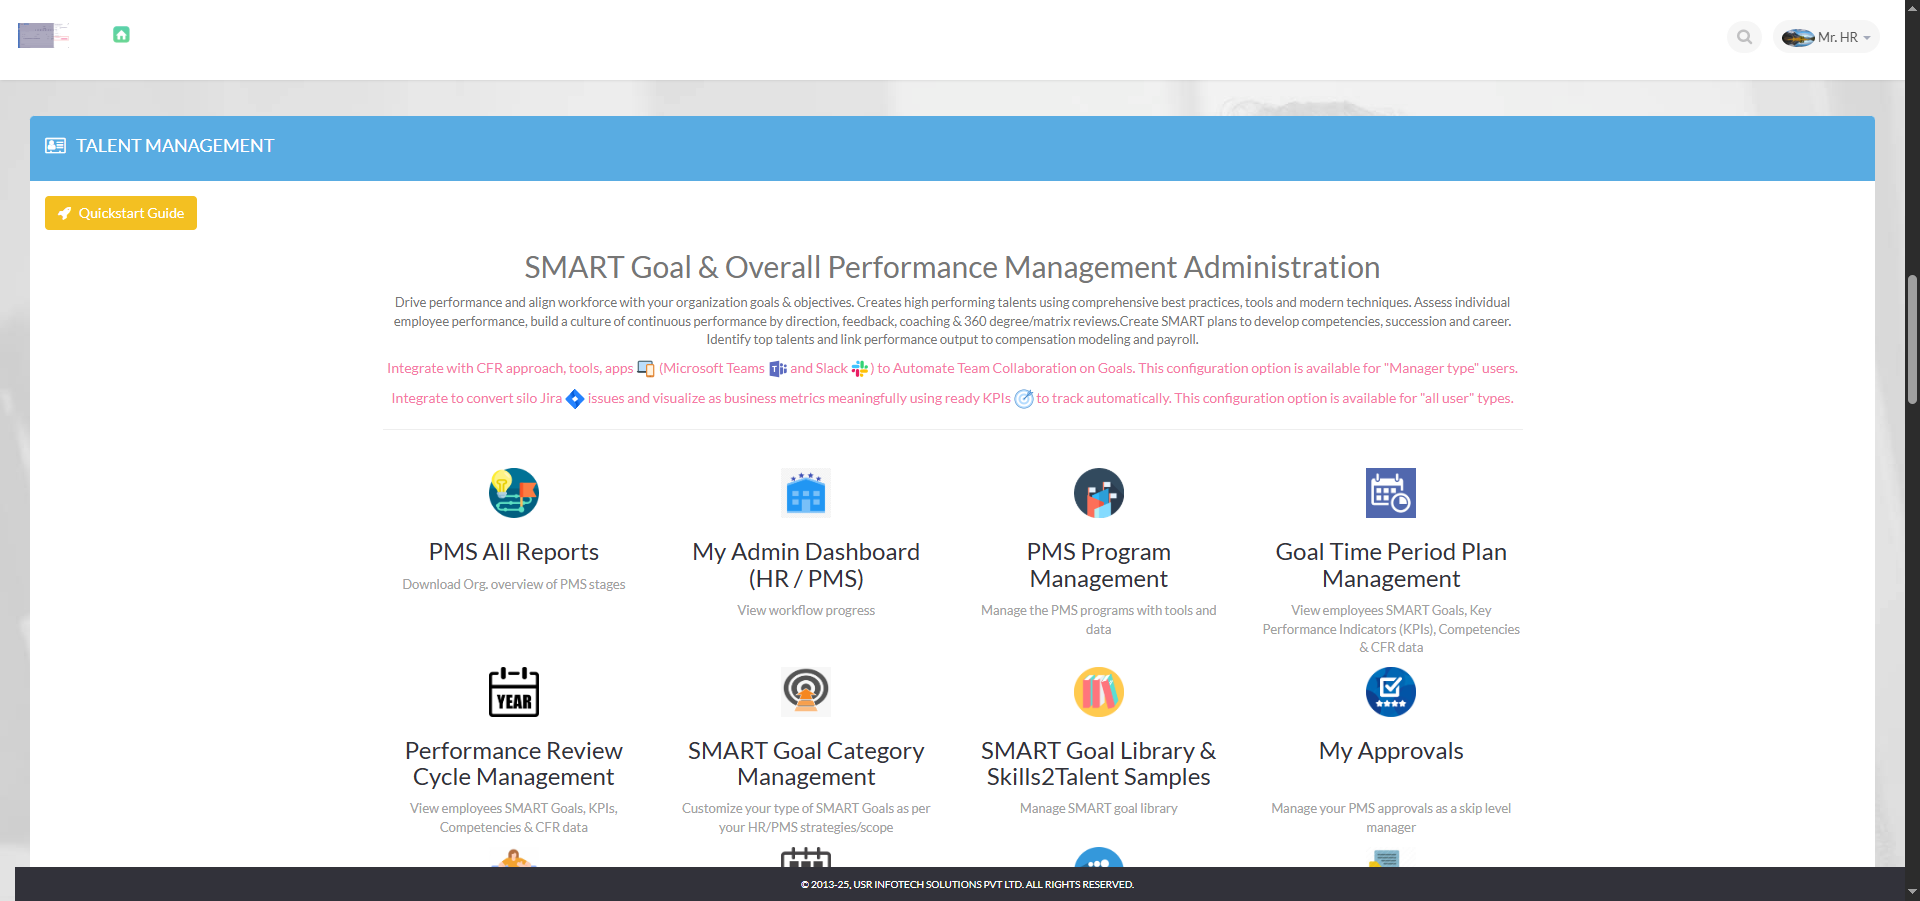 Mr. HR
TALENT MANAGEMENT
Quickstart Guide
SMART Goal & Overall Performance Management Administration
Drive performance and align workforce with your organization goals & objectives. Creates high performing talents using comprehensive best practices, tools and modern techniques. Assess individual
employee performance, build a culture of continuous performance by direction, feedback, coaching & 360 degree/matrix reviews.Create SMART plans to develop competencies, succession and career.
Identify top talents and link performance output to compensation modeling and payroll.
Integrate with CFR approach, tools, apps (Microsoft Teams and Slack ) to Automate Team Collaboration on Goals. This configuration option is available for "Manager type" users.
Integrate to convert silo Jira issues and visualize as business metrics meaningfully using ready KPIs to track automatically. This configuration option is available for "all user" types.
PMS All Reports
Download Org. overview of PMS stages
My Admin Dashboard
(HR / PMS)
View workflow progress
PMS Program
Management
Manage the PMS programs with tools and
data
Goal Time Period Plan
Management
View employees SMART Goals, Key
Performance Indicators (KPIs), Competencies
& CFR data
YEAR
Performance Review
Cycle Management
View employees SMART Goals, KPIs,
Competencies & CFR data
SMART Goal Category
Management
Customize your type of SMART Goals as per
your HR/PMS strategies/scope
SMART Goal Library &
Skills2Talent Samples
Manage SMART goal library
My Approvals
Manage your PMS approvals as a skip level
manager
© 2013-25, USR INFOTECH SOLUTIONS PVT LTD. ALL RIGHTS RESERVED.